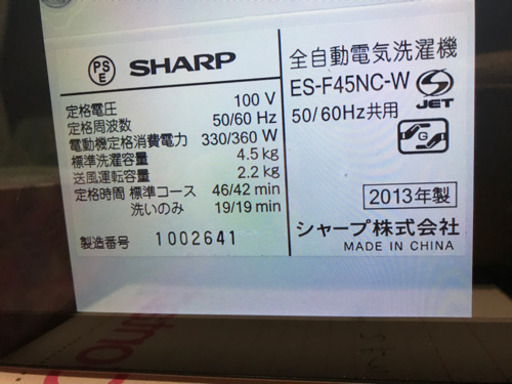 PS
E
SHARP
全自動電気洗濯機
ES-F45NC-W
50/60Hz共用
JET
G
定格電圧 100 V
定格周波数 50/60 Hz
電動機定格消費電力 330/360 W
標準洗濯容量 4.5 kg
送風運転容量 2.2 kg
定格時間 標準コース 46/42 min
洗いのみ 19/19 min
製造番号 1002641
2013年製
シャープ株式会社
MADE IN CHINA